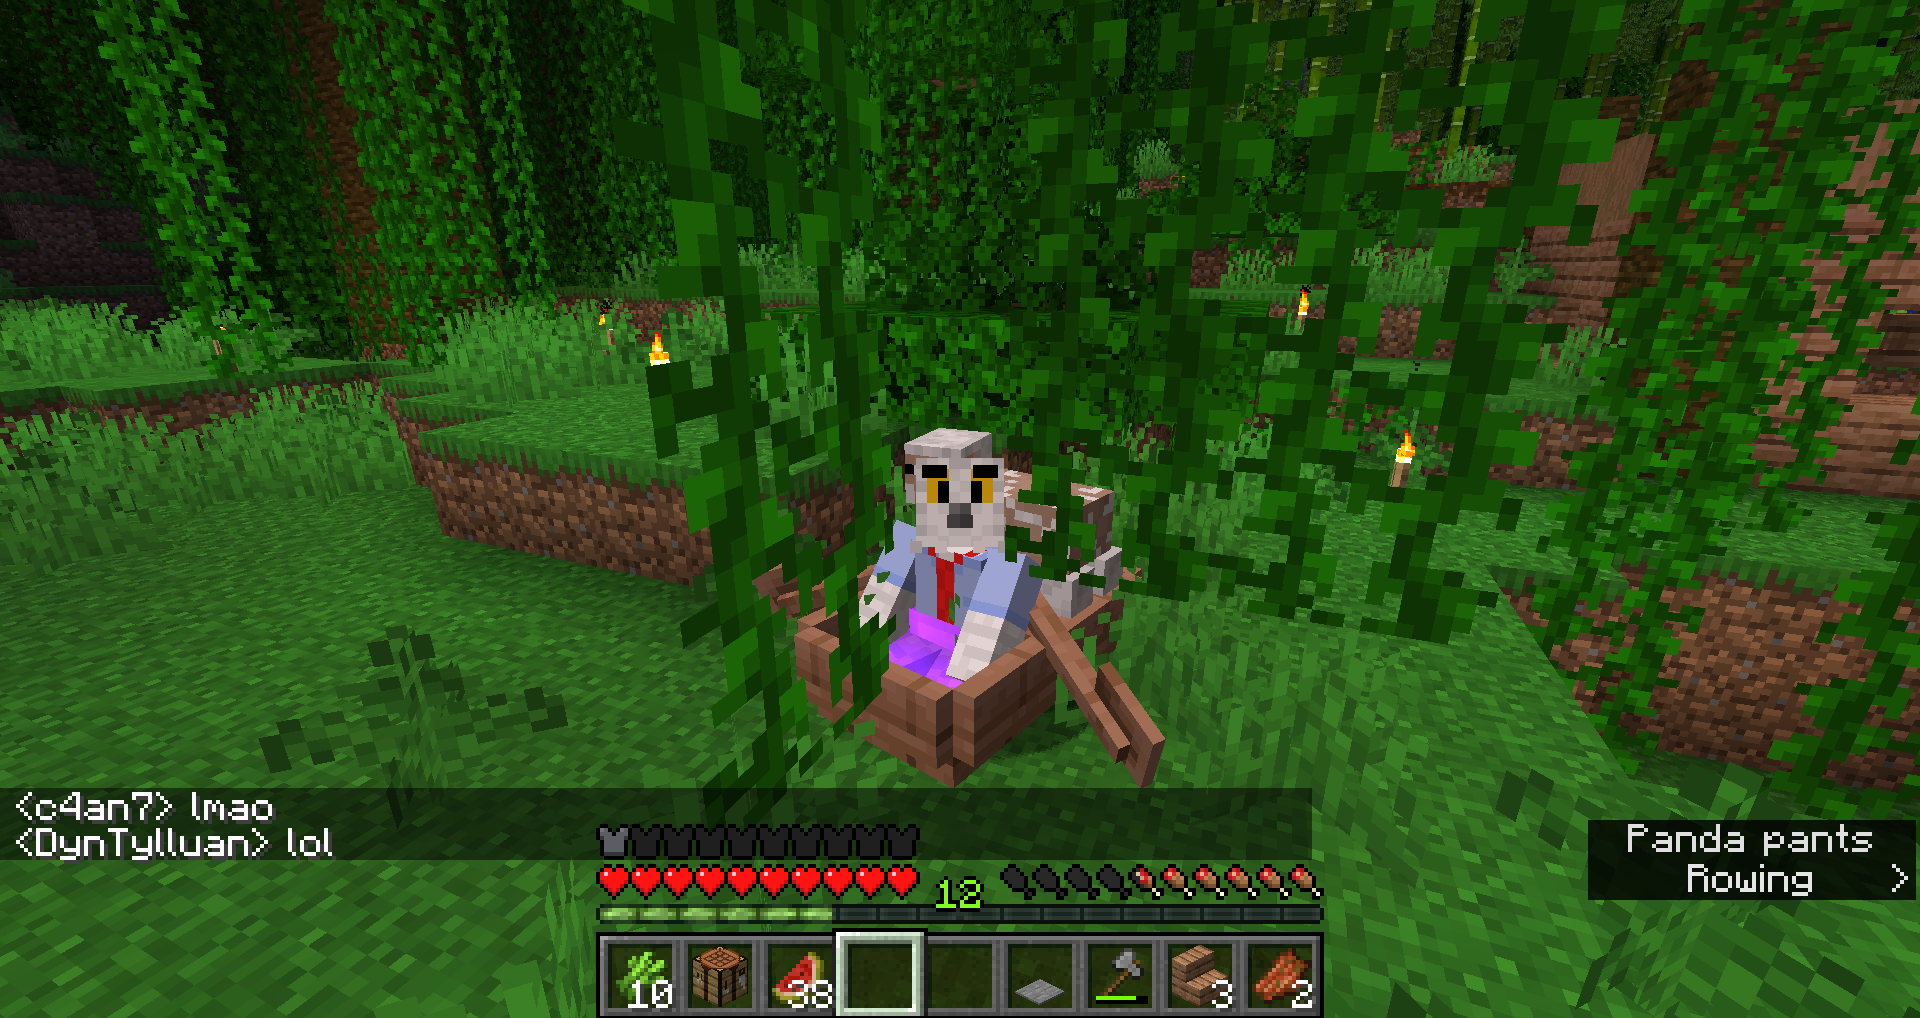 <c4an7> lmao
<DynTylluan> lol
Panda pants
Rowing >
12
10
38
3
2